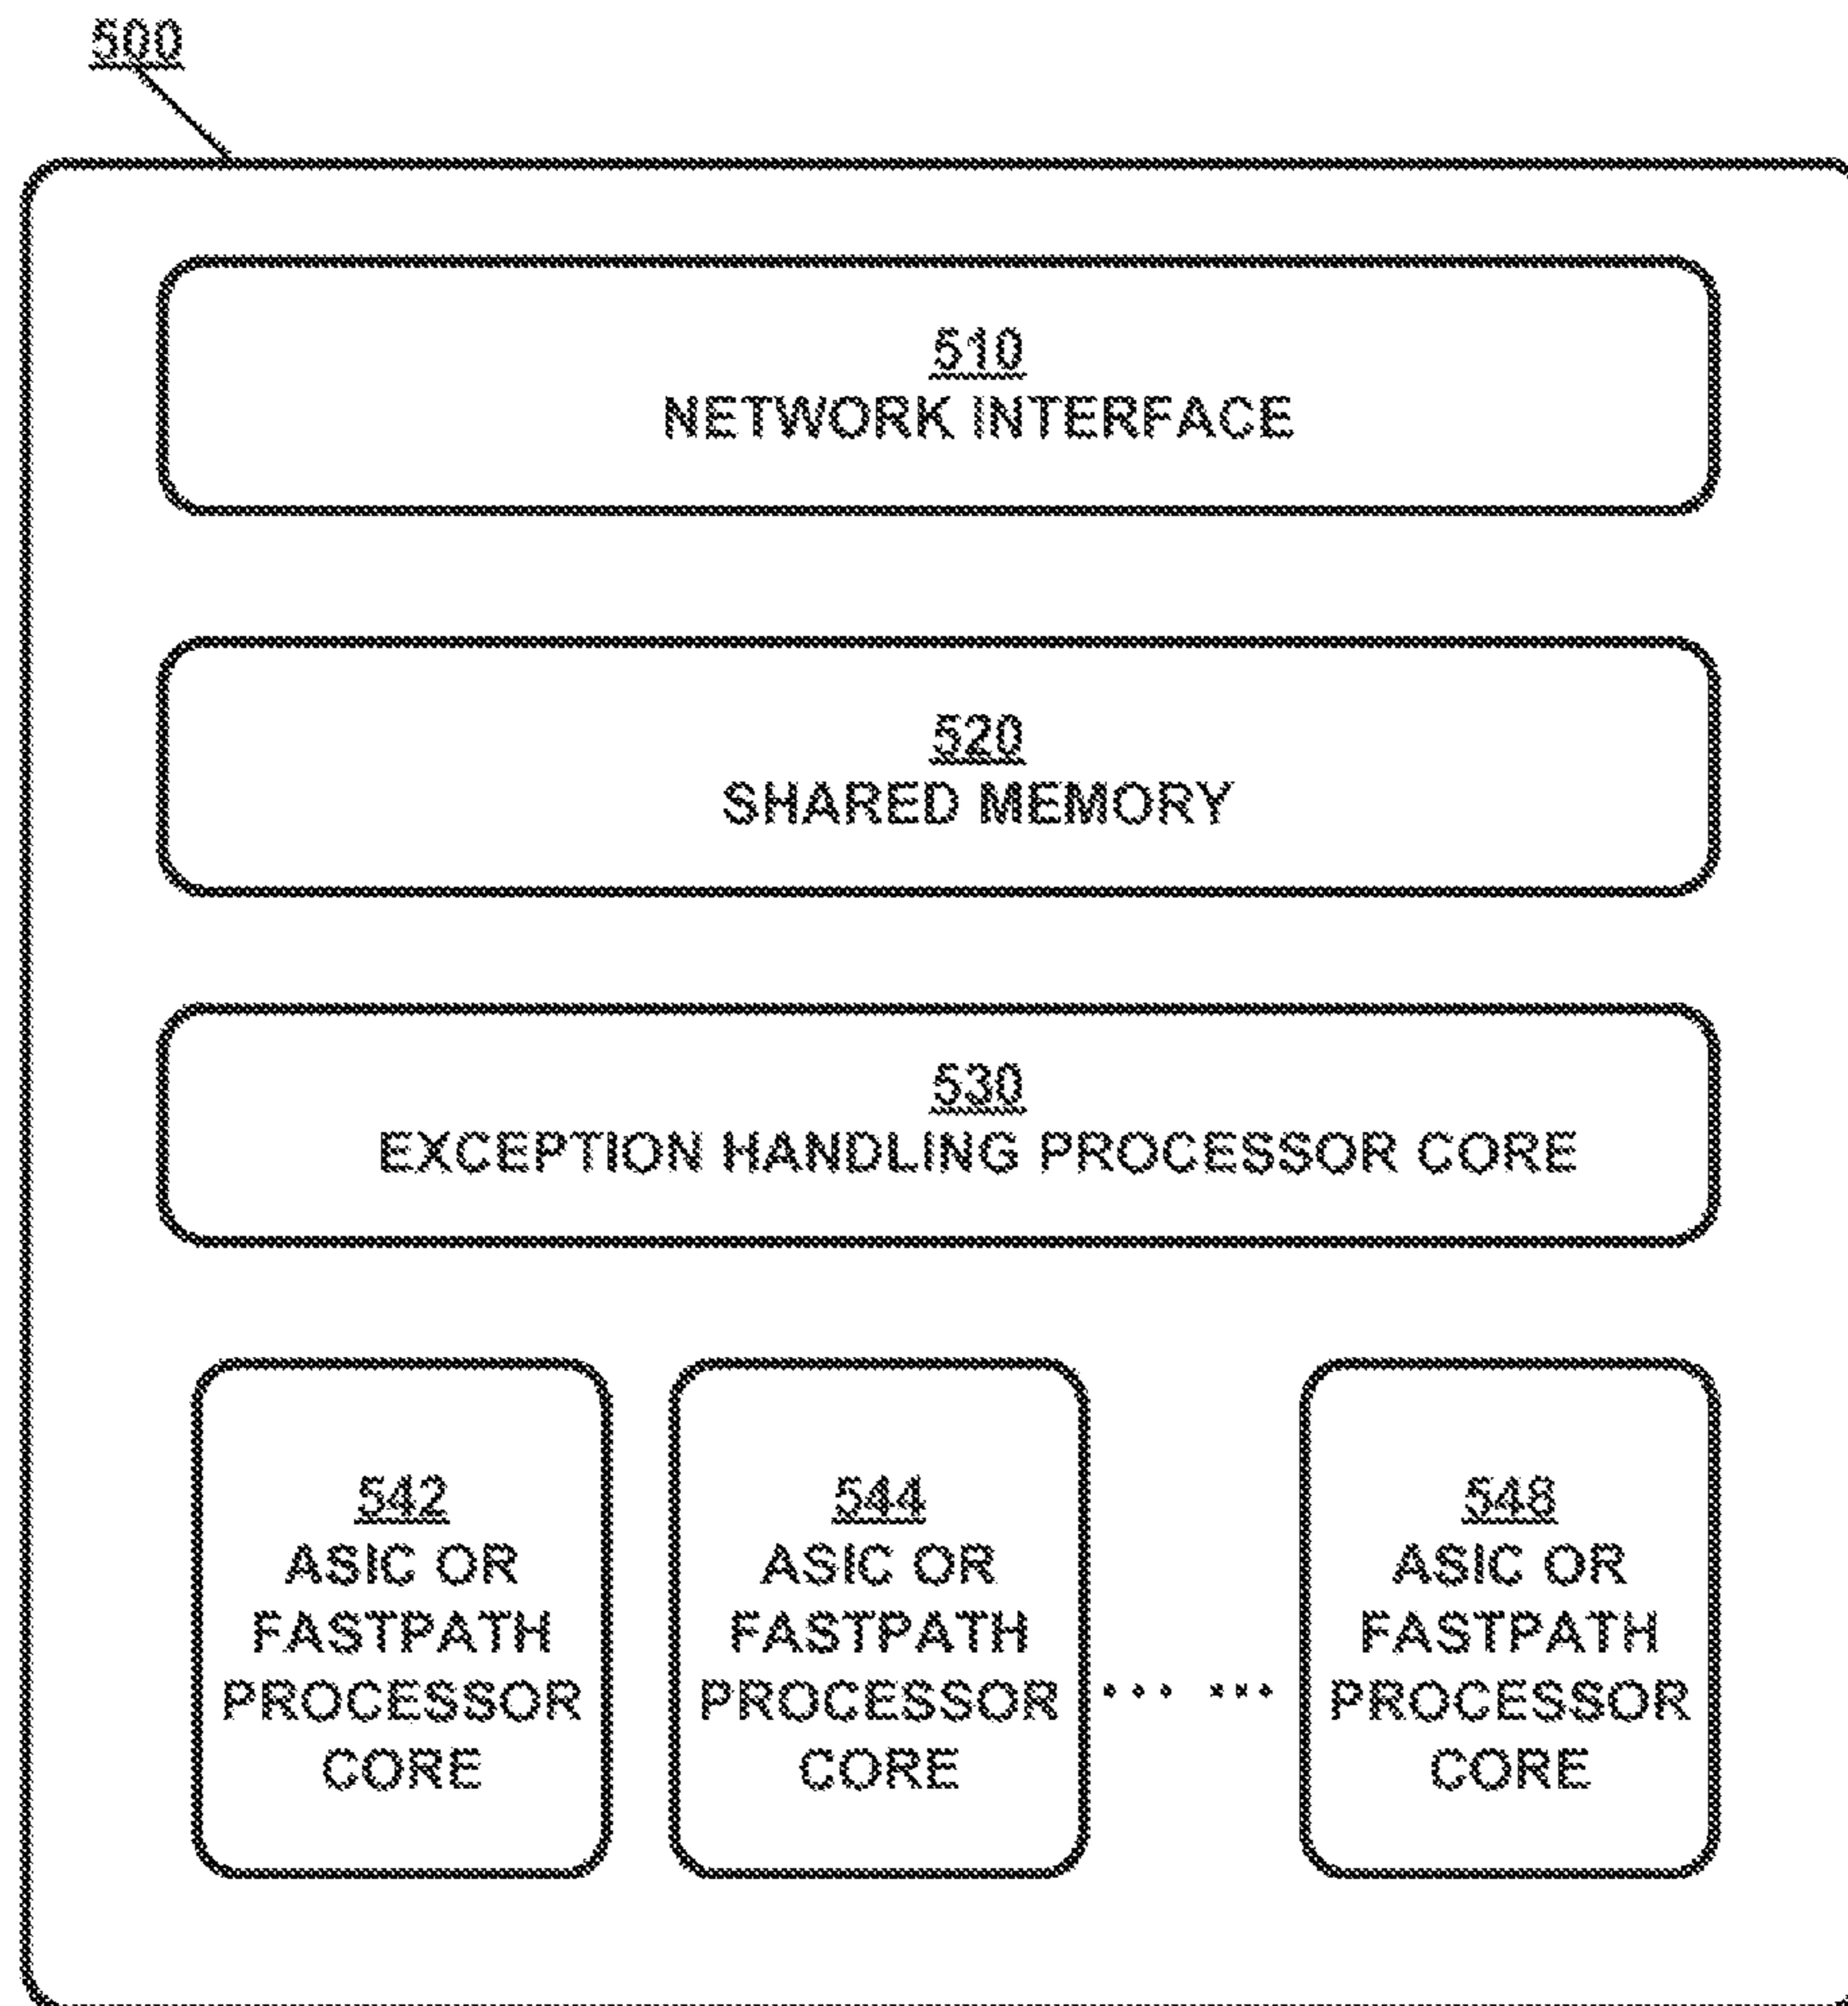 500
510
NETWORK INTERFACE
520
SHARED MEMORY
530
EXCEPTION HANDLING PROCESSOR CORE
542
ASIC OR
FASTPATH
PROCESSOR
CORE
544
ASIC OR
FASTPATH
PROCESSOR
CORE
... ...
548
ASIC OR
FASTPATH
PROCESSOR
CORE